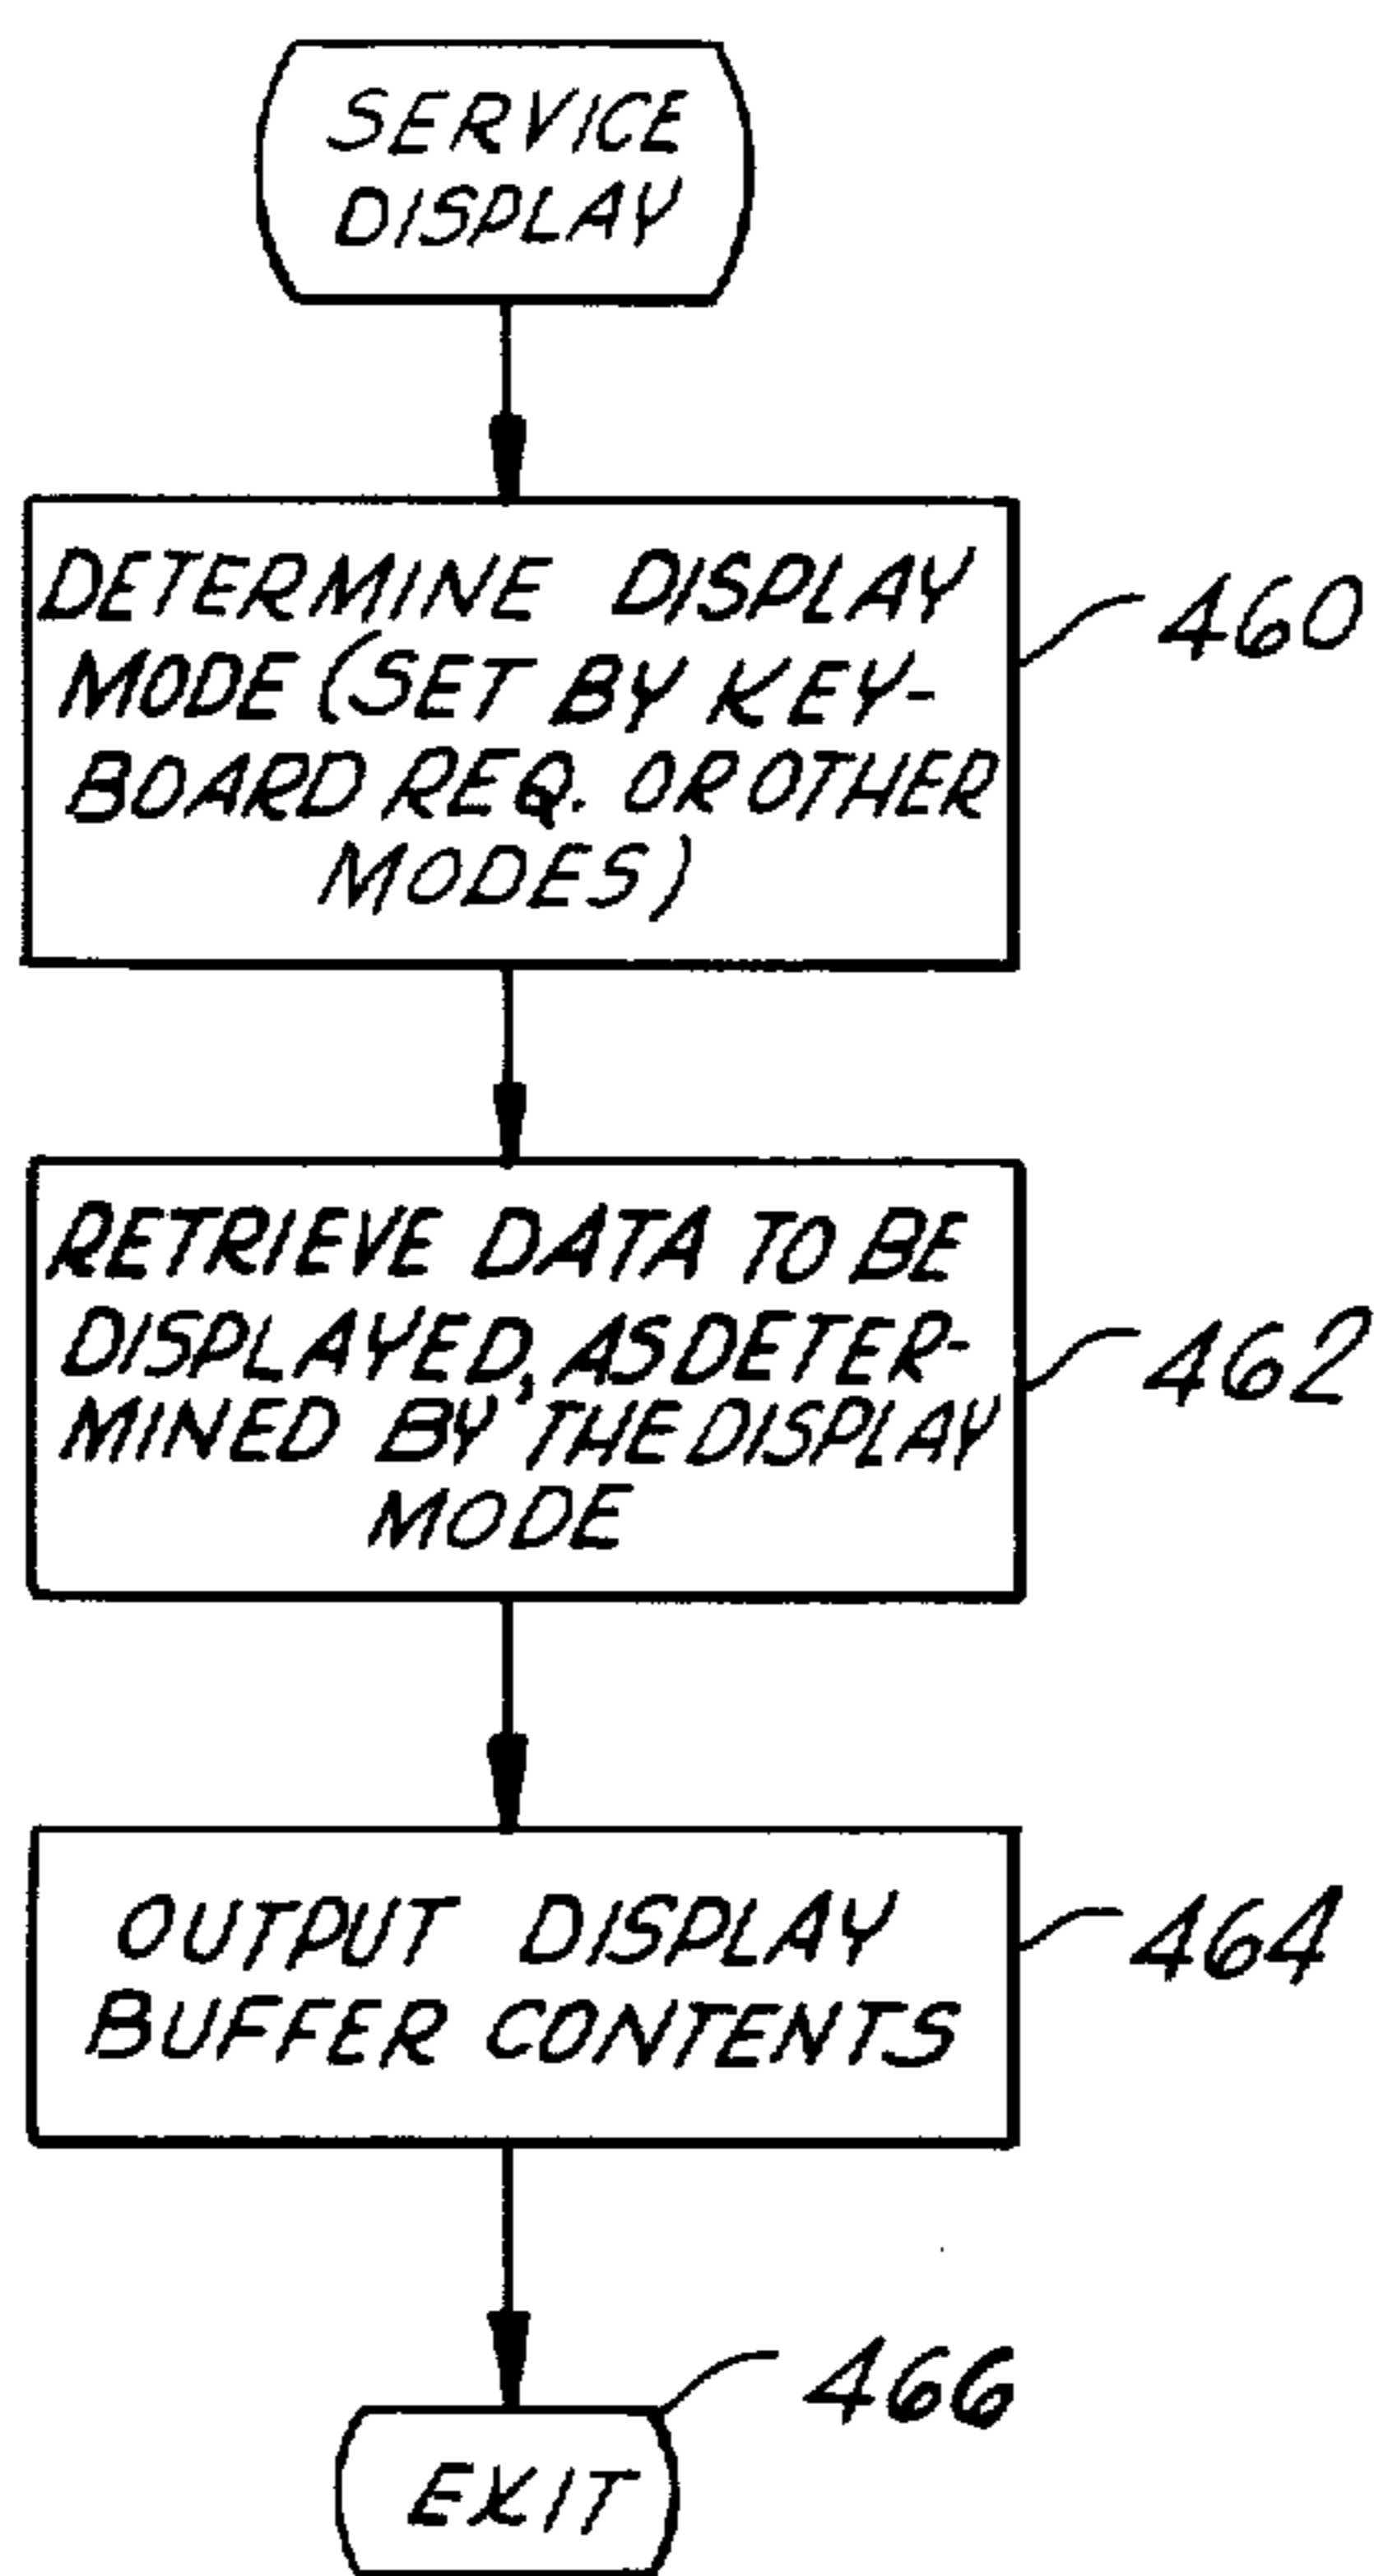 SERVICE
DISPLAY
DETERMINE DISPLAY
MODE (SET BY KEY-
BOARD REQ. OR OTHER
MODES)
460
RETRIEVE DATA TO BE
DISPLAYED, AS DETER-
MINED BY THE DISPLAY
MODE
462
OUTPUT DISPLAY
BUFFER CONTENTS
464
466
EXIT